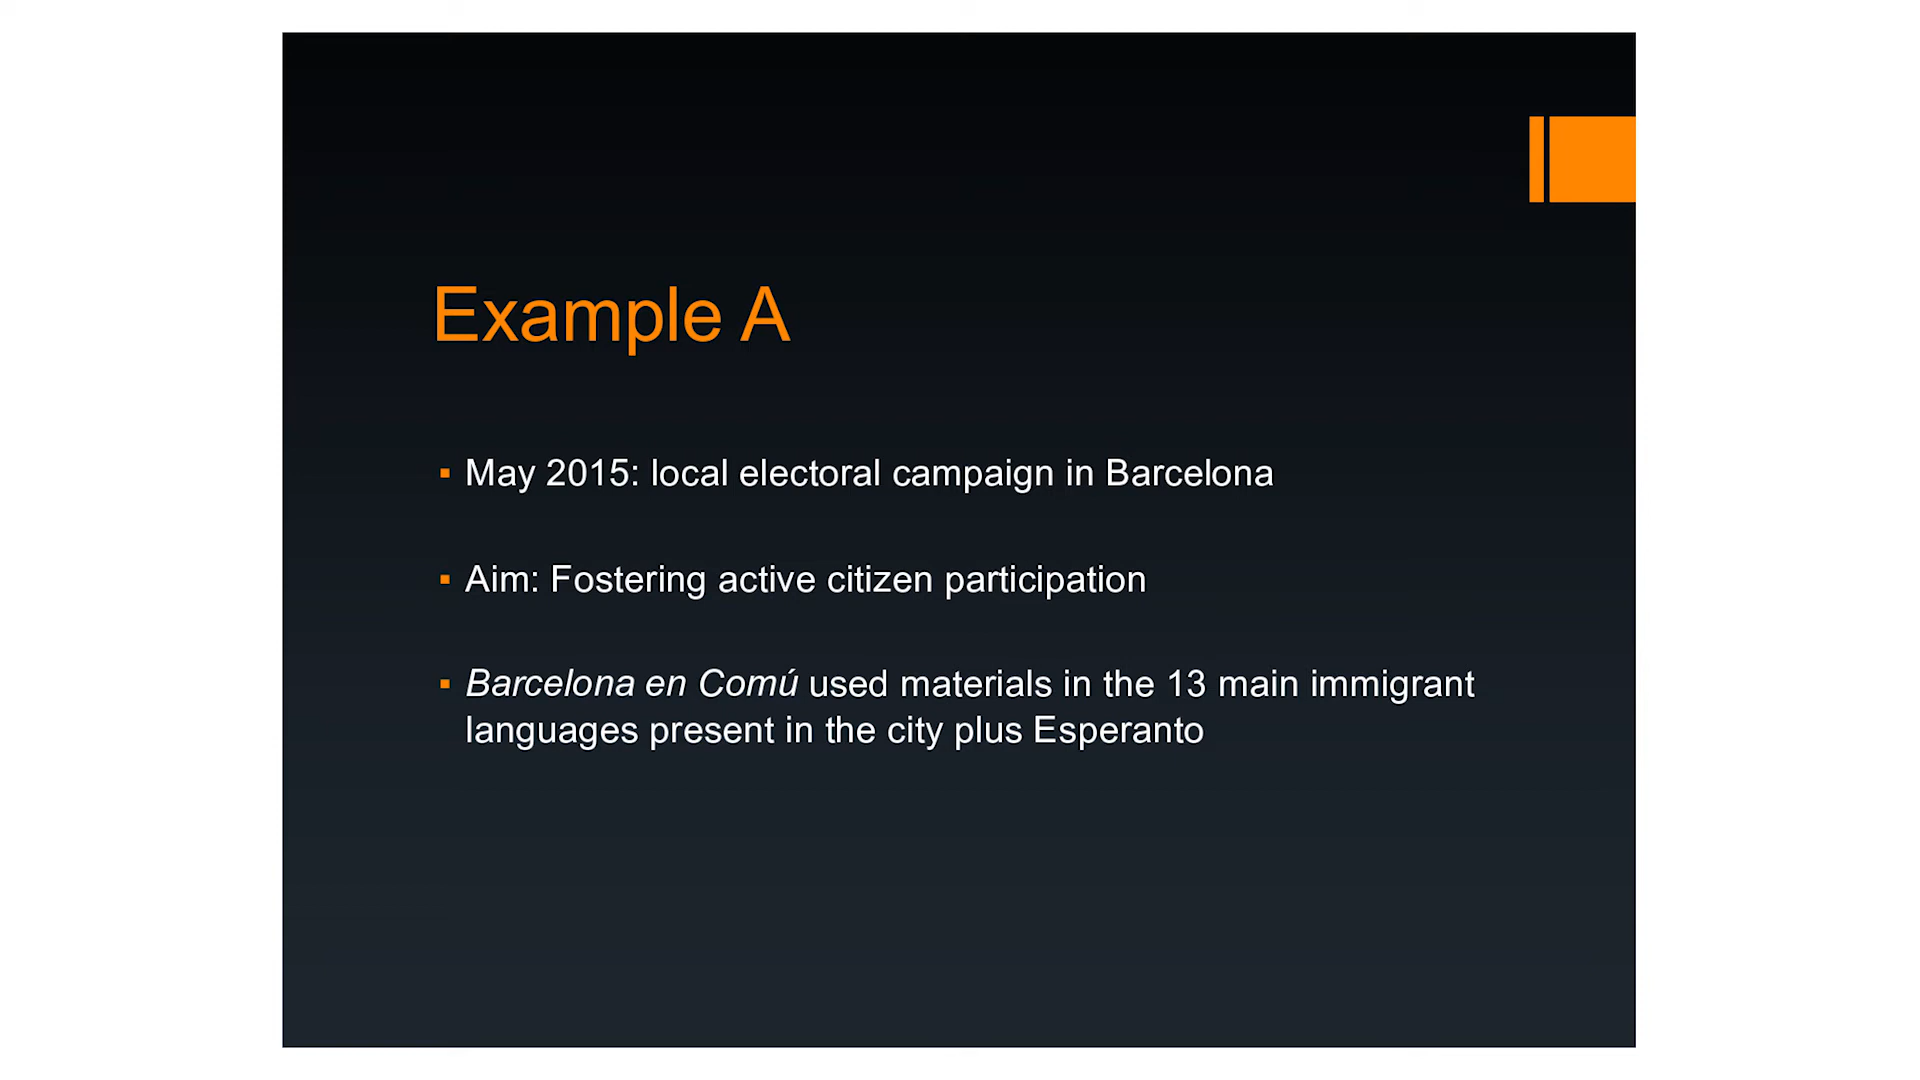 Example A
May 2015: local electoral campaign in Barcelona
Aim: Fostering active citizen participation
Barcelona en Comú used materials in the 13 main immigrant
languages present in the city plus Esperanto